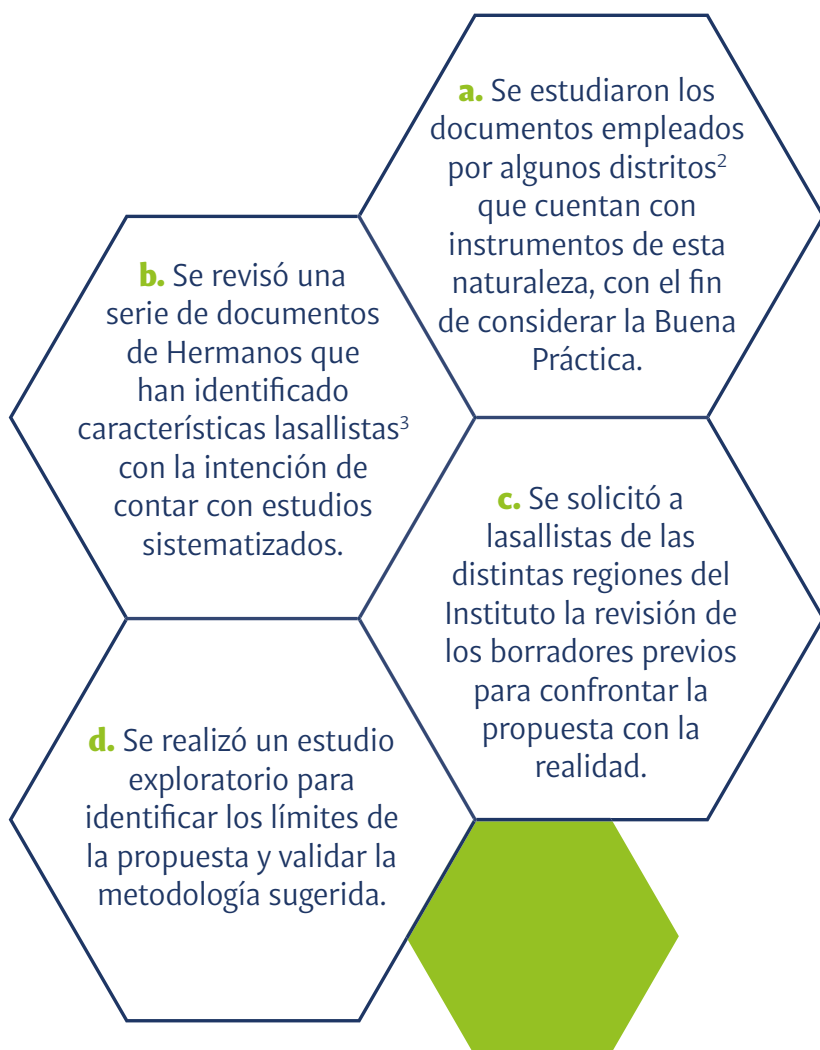 a. Se estudiaron los
documentos empleados
por algunos distritos²
que cuentan con
instrumentos de esta
naturaleza, con el fin
de considerar la Buena
Práctica.
b. Se revisó una
serie de documentos
de Hermanos que
han identificado
características lasallistas³
con la intención de
contar con estudios
sistematizados.
c. Se solicitó a
lasallistas de las
distintas regiones del
Instituto la revisión de
los borradores previos
para confrontar la
propuesta con la
realidad.
d. Se realizó un estudio
exploratorio para
identificar los límites de
la propuesta y validar la
metodología sugerida.